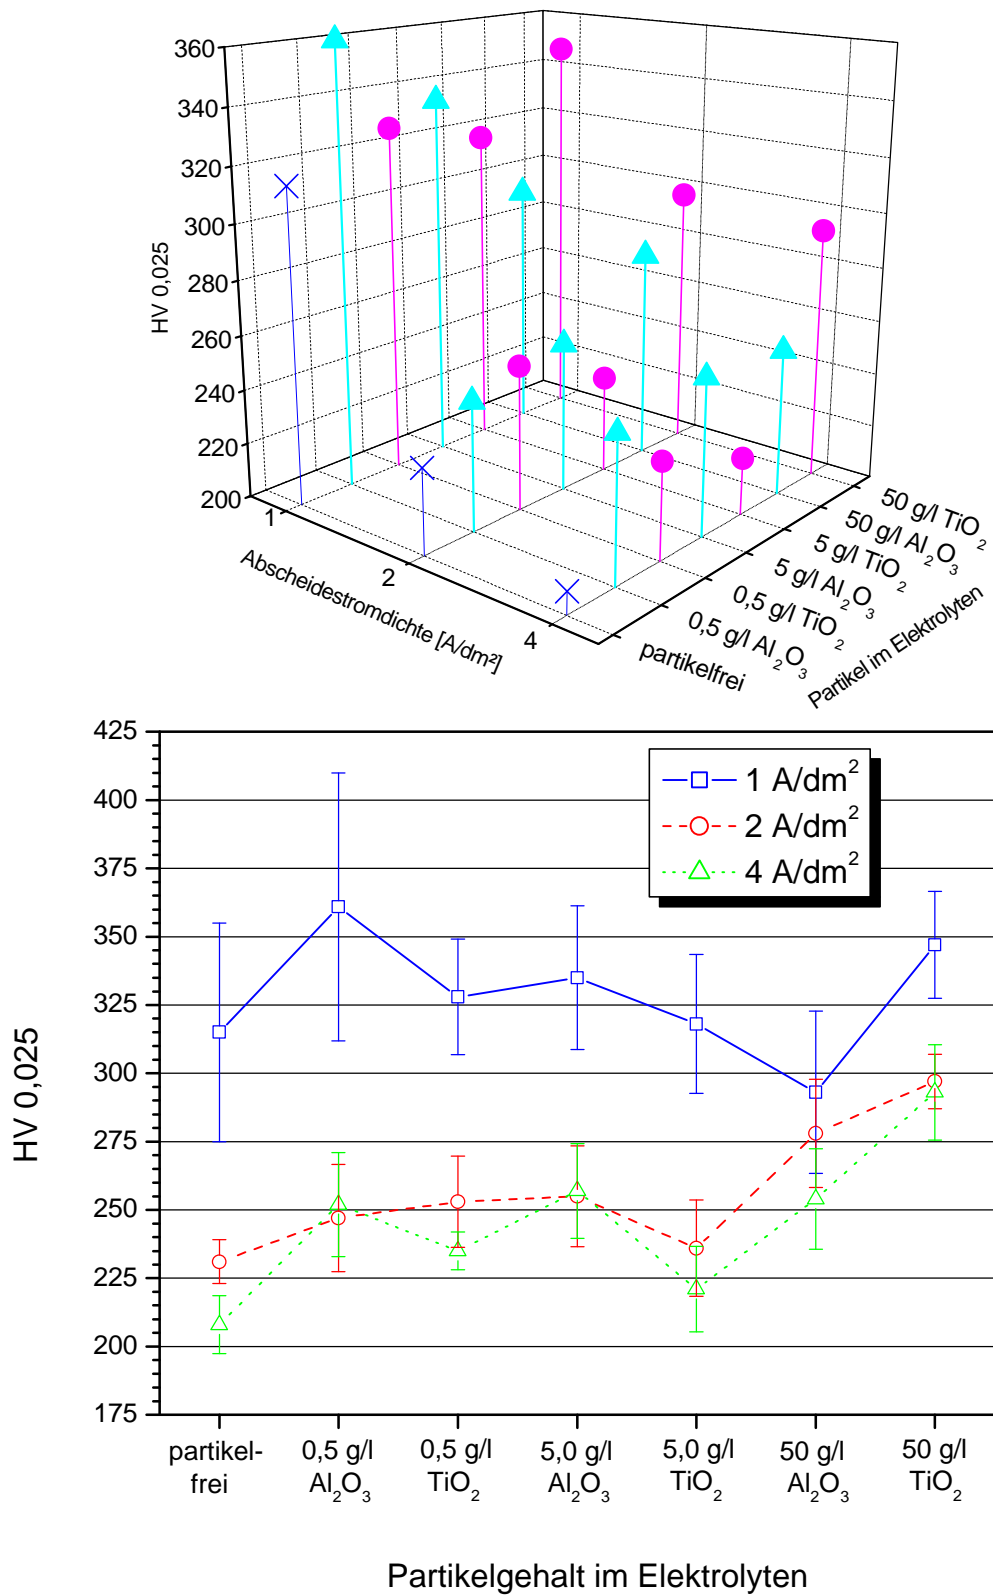 360
340
320
300
280
260
240
220
200
HV 0,025
1
2
4
Abscheidestromdichte [A/dm²]
partikelfrei
0,5 g/l Al₂O₃
0,5 g/l TiO₂
5 g/l Al₂O₃
5 g/l TiO₂
50 g/l Al₂O₃
50 g/l TiO₂
Partikel im Elektrolyten
425
400
375
350
325
300
275
250
225
200
175
HV 0,025
1 A/dm²
2 A/dm²
4 A/dm²
partikel-
frei
0,5 g/l
Al₂O₃
0,5 g/l
TiO₂
5,0 g/l
Al₂O₃
5,0 g/l
TiO₂
50 g/l
Al₂O₃
50 g/l
TiO₂
Partikelgehalt im Elektrolyten